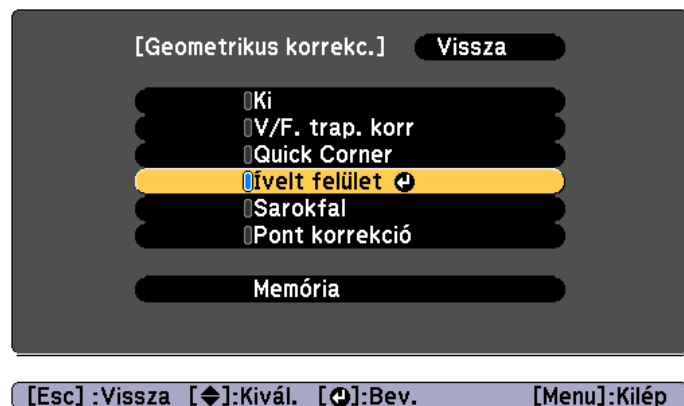 [Geometrikus korrekc.] Vissza
Ki
V/F. trap. korr
Quick Corner
Ívelt felület
Sarokfal
Pont korrekció
Memória
[Esc] :Vissza [◆]:Kivál. [↵]:Bev. [Menu]:Kilép